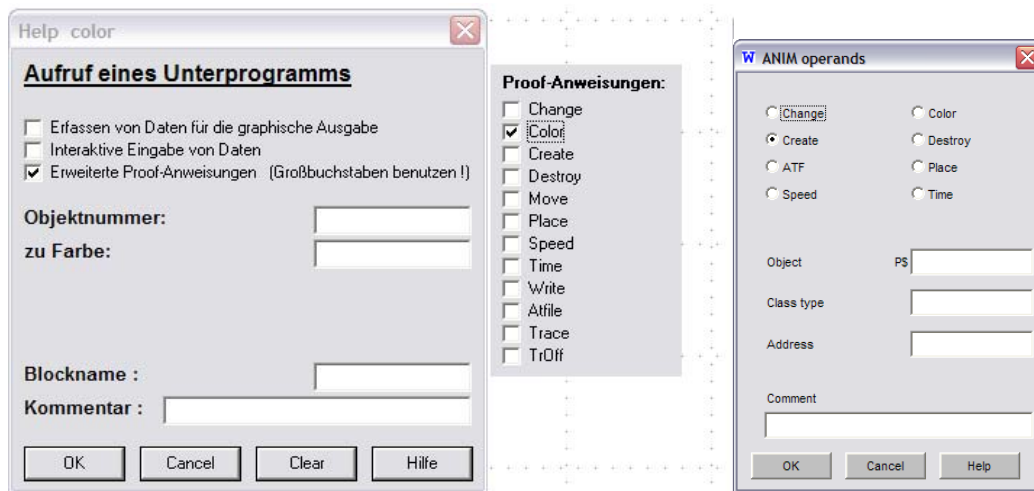 Help color
Aufruf eines Unterprogramms
Erfassen von Daten für die graphische Ausgabe
Interaktive Eingabe von Daten
Erweiterte Proof-Anweisungen (Großbuchstaben benutzen !)
Objektnummer:
zu Farbe:
Blockname :
Kommentar :
OK Cancel Clear Hilfe
Proof-Anweisungen:
Change
Color
Create
Destroy
Move
Place
Speed
Time
Write
Atfile
Trace
TrOff
W ANIM operands
Change Color
Create Destroy
ATF Place
Speed Time
Object P$
Class type
Address
Comment
OK Cancel Help